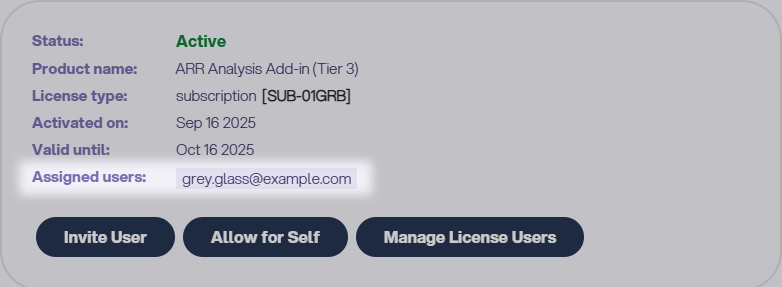 Status: Active
Product name: ARR Analysis Add-in (Tier 3)
License type: subscription [SUB-01GRB]
Activated on: Sep 16 2025
Valid until: Oct 16 2025
Assigned users: grey.glass@example.com
Invite User Allow for Self Manage License Users